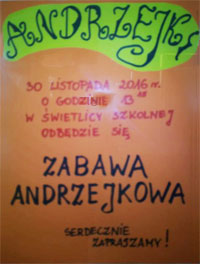 ANDRZEJKI
30 LISTOPADA 2016 r.
O GODZINIE 13
W ŚWIETLICY SZKOLNEJ
ODBĘDZIE SIĘ
ZABAWA
ANDRZEJKOWA
SERDECZNIE
ZAPRASZAMY!